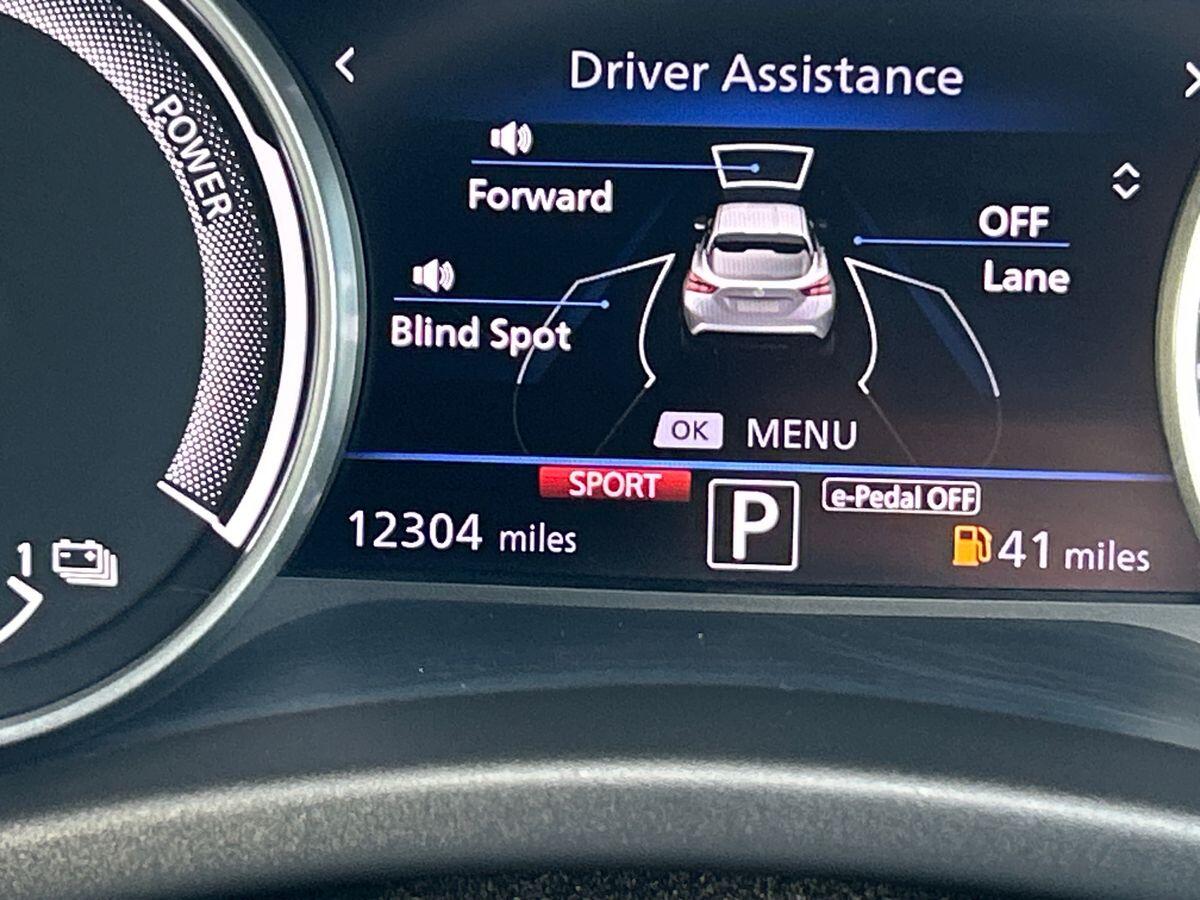 Driver Assistance
POWER
Forward
OFF
Lane
Blind Spot
OK MENU
SPORT
P
e-Pedal OFF
12304 miles
41 miles
1